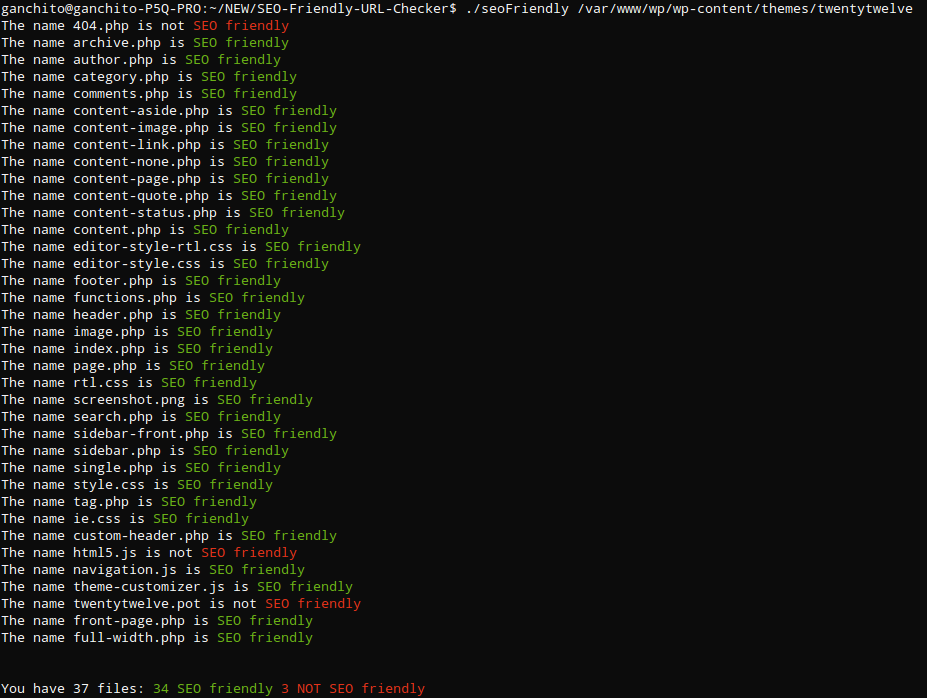 ganchito@ganchito-P5Q-PRO:~/NEW/SEO-Friendly-URL-Checker$ ./seoFriendly /var/www/wp/wp-content/themes/twentytwelve
The name 404.php is not SEO friendly
The name archive.php is SEO friendly
The name author.php is SEO friendly
The name category.php is SEO friendly
The name comments.php is SEO friendly
The name content-aside.php is SEO friendly
The name content-image.php is SEO friendly
The name content-link.php is SEO friendly
The name content-none.php is SEO friendly
The name content-page.php is SEO friendly
The name content-quote.php is SEO friendly
The name content-status.php is SEO friendly
The name content.php is SEO friendly
The name editor-style-rtl.css is SEO friendly
The name editor-style.css is SEO friendly
The name footer.php is SEO friendly
The name functions.php is SEO friendly
The name header.php is SEO friendly
The name image.php is SEO friendly
The name index.php is SEO friendly
The name page.php is SEO friendly
The name rtl.css is SEO friendly
The name screenshot.png is SEO friendly
The name search.php is SEO friendly
The name sidebar-front.php is SEO friendly
The name sidebar.php is SEO friendly
The name single.php is SEO friendly
The name style.css is SEO friendly
The name tag.php is SEO friendly
The name ie.css is SEO friendly
The name custom-header.php is SEO friendly
The name html5.js is not SEO friendly
The name navigation.js is SEO friendly
The name theme-customizer.js is SEO friendly
The name twentytwelve.pot is not SEO friendly
The name front-page.php is SEO friendly
The name full-width.php is SEO friendly
You have 37 files: 34 SEO friendly 3 NOT SEO friendly